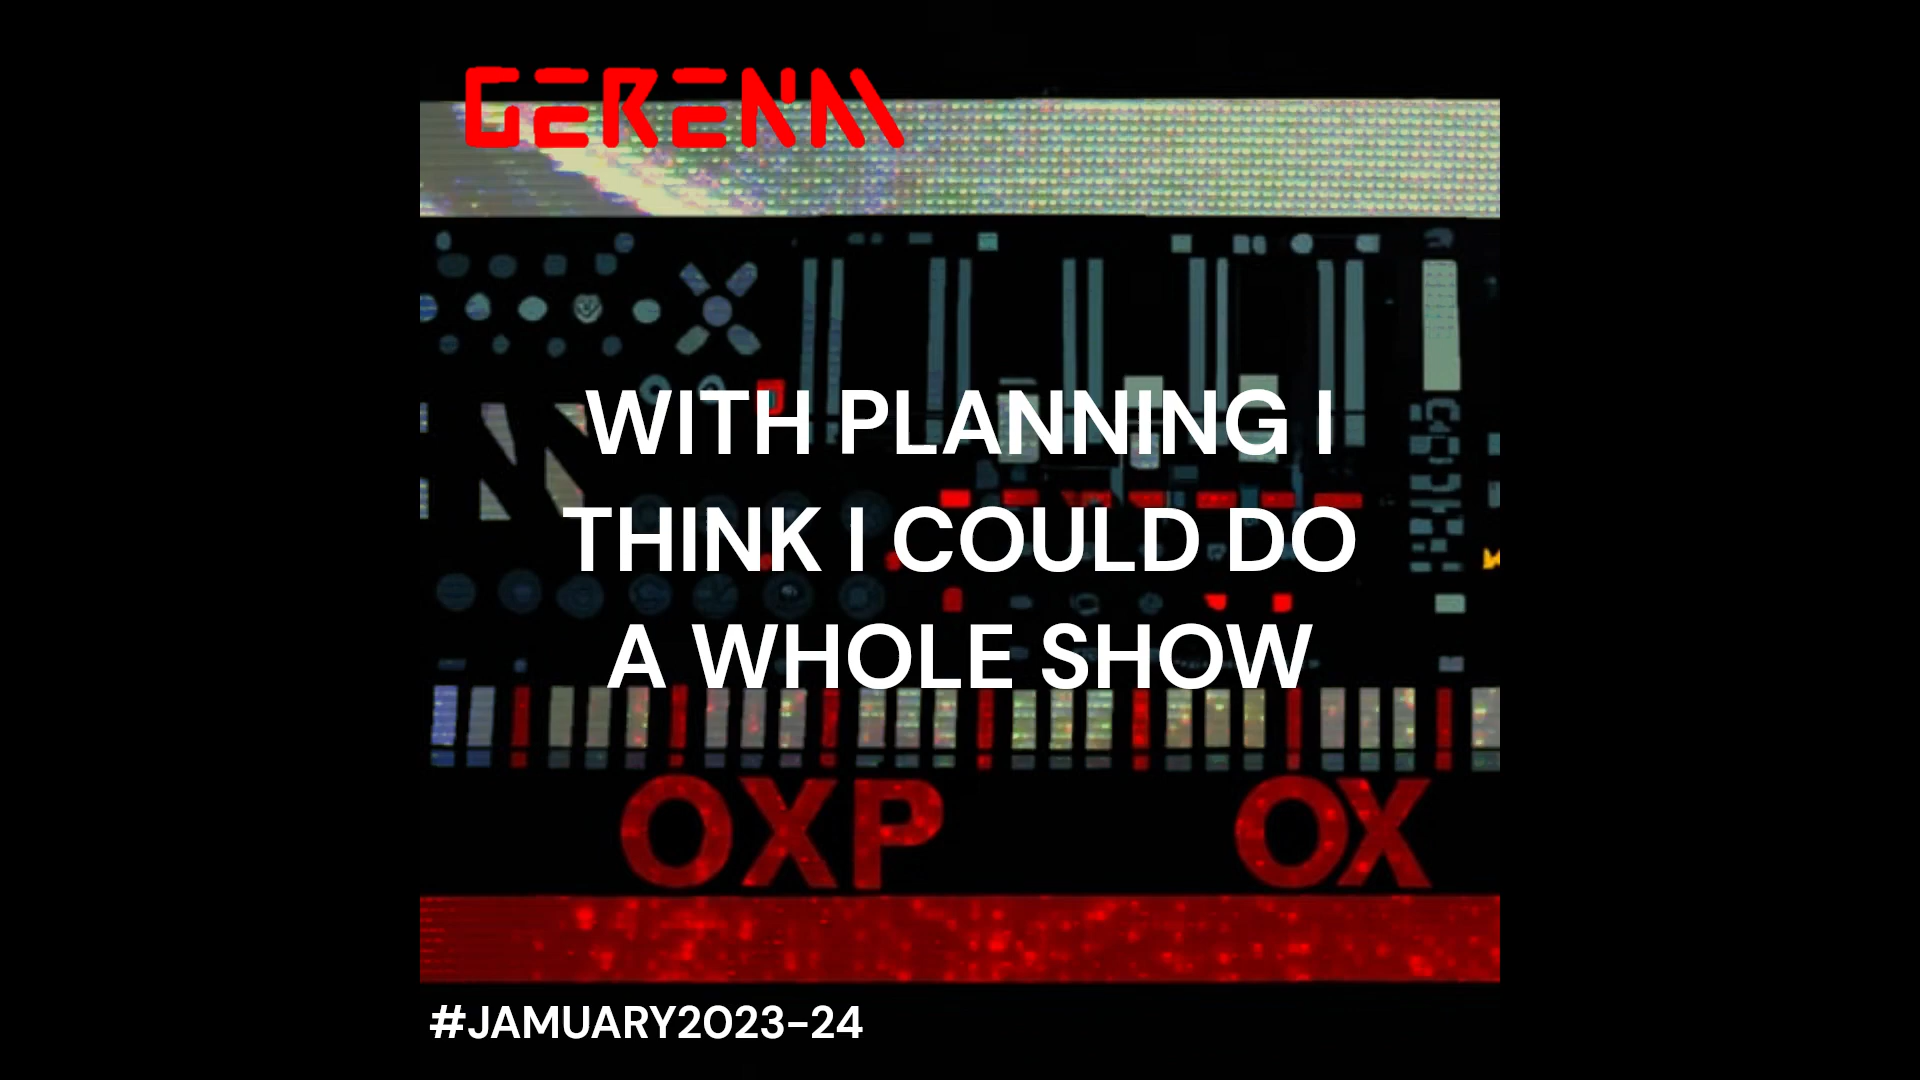 GERENM
WITH PLANNING I
THINK I COULD DO
A WHOLE SHOW
OXP OX
#JAMUARY2023-24